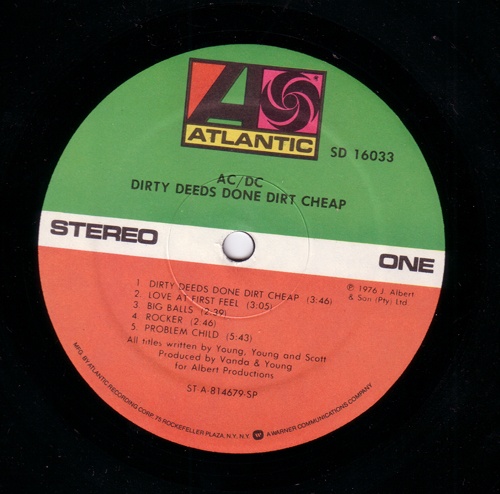 ATLANTIC
SD 16033
AC/DC
DIRTY DEEDS DONE DIRT CHEAP
STEREO
ONE
℗ 1976 J. Albert
& Son (Pty) Ltd
1 DIRTY DEEDS DONE DIRT CHEAP (3:46)
2. LOVE AT FIRST FEEL (3:05)
3. BIG BALLS (2:39)
4. ROCKER (2:46)
5. PROBLEM CHILD (5:43)
All titles written by Young, Young and Scott
Produced by Vanda & Young
for Albert Productions
ST-A-814679-SP
MFG. BY ATLANTIC RECORDING CORP. 75 ROCKEFELLER PLAZA, N.Y. N.Y. A WARNER COMMUNICATIONS COMPANY